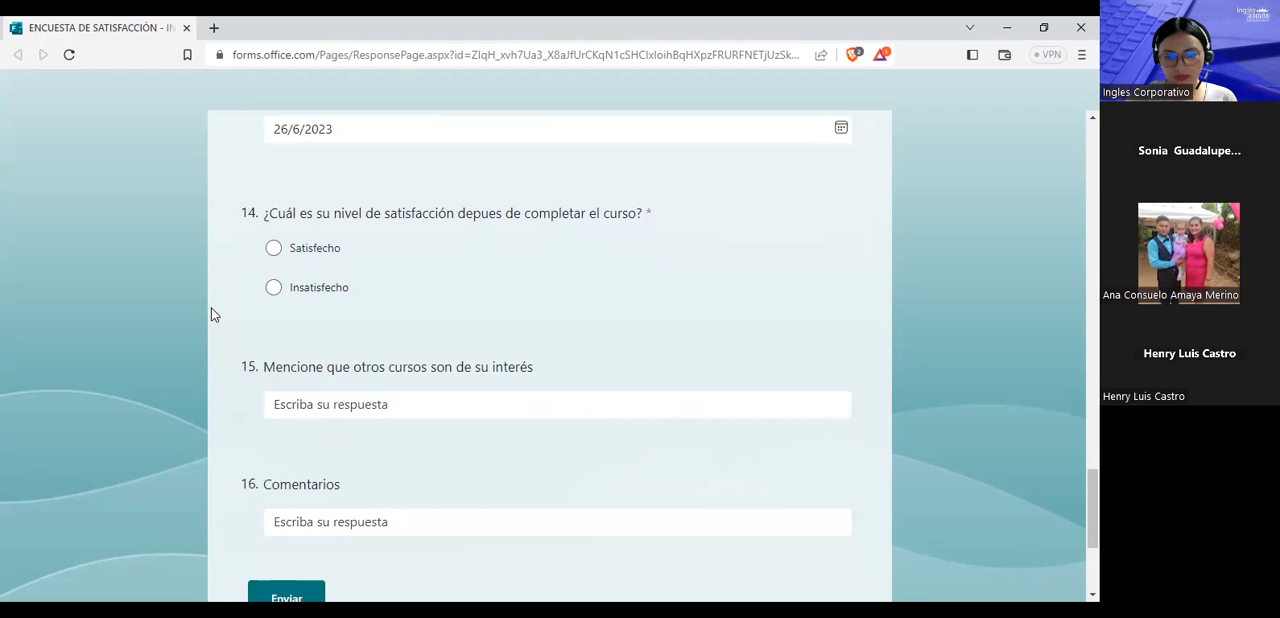 ENCUESTA DE SATISFACCIÓN - IN
forms.office.com/Pages/ResponsePage.aspx?id=ZIqH_xvh7Ua3_X8aJfUrCKqN1cSHCIxIoihBqHXpzFRURFNETjUzSk...
2
1
VPN
26/6/2023
14. ¿Cuál es su nivel de satisfacción depues de completar el curso? *
Satisfecho
Insatisfecho
15. Mencione que otros cursos son de su interés
Escriba su respuesta
16. Comentarios
Escriba su respuesta
Enviar
Ingles Corporativo
Sonia Guadalupe...
Ana Consuelo Amaya Merino
Henry Luis Castro
Henry Luis Castro